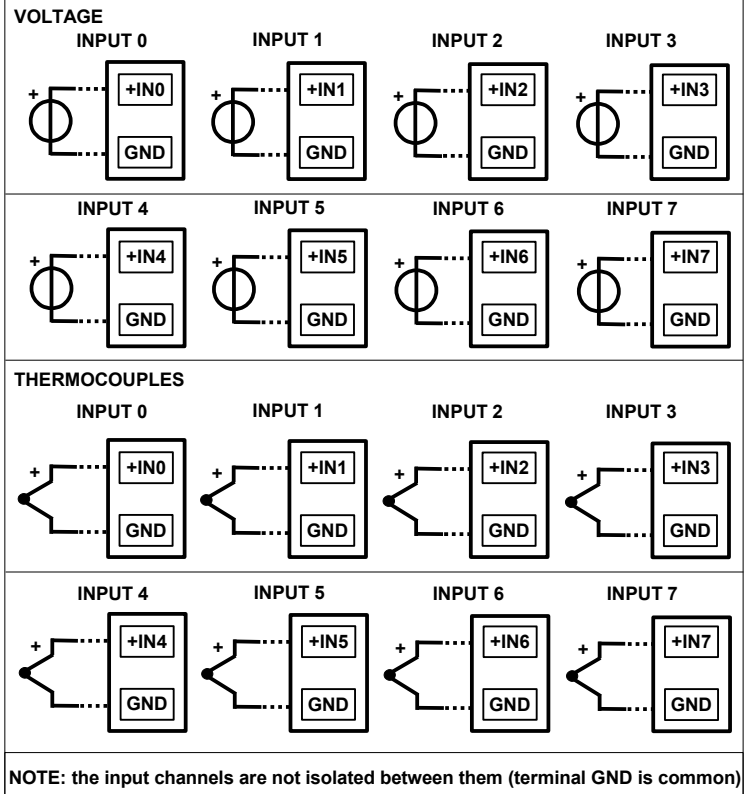 VOLTAGE
INPUT 0 INPUT 1 INPUT 2 INPUT 3
+ +IN0 + +IN1 + +IN2 + +IN3
GND GND GND GND
INPUT 4 INPUT 5 INPUT 6 INPUT 7
+ +IN4 + +IN5 + +IN6 + +IN7
GND GND GND GND
THERMOCOUPLES
INPUT 0 INPUT 1 INPUT 2 INPUT 3
+ +IN0 + +IN1 + +IN2 + +IN3
GND GND GND GND
INPUT 4 INPUT 5 INPUT 6 INPUT 7
+ +IN4 + +IN5 + +IN6 + +IN7
GND GND GND GND
NOTE: the input channels are not isolated between them (terminal GND is common)